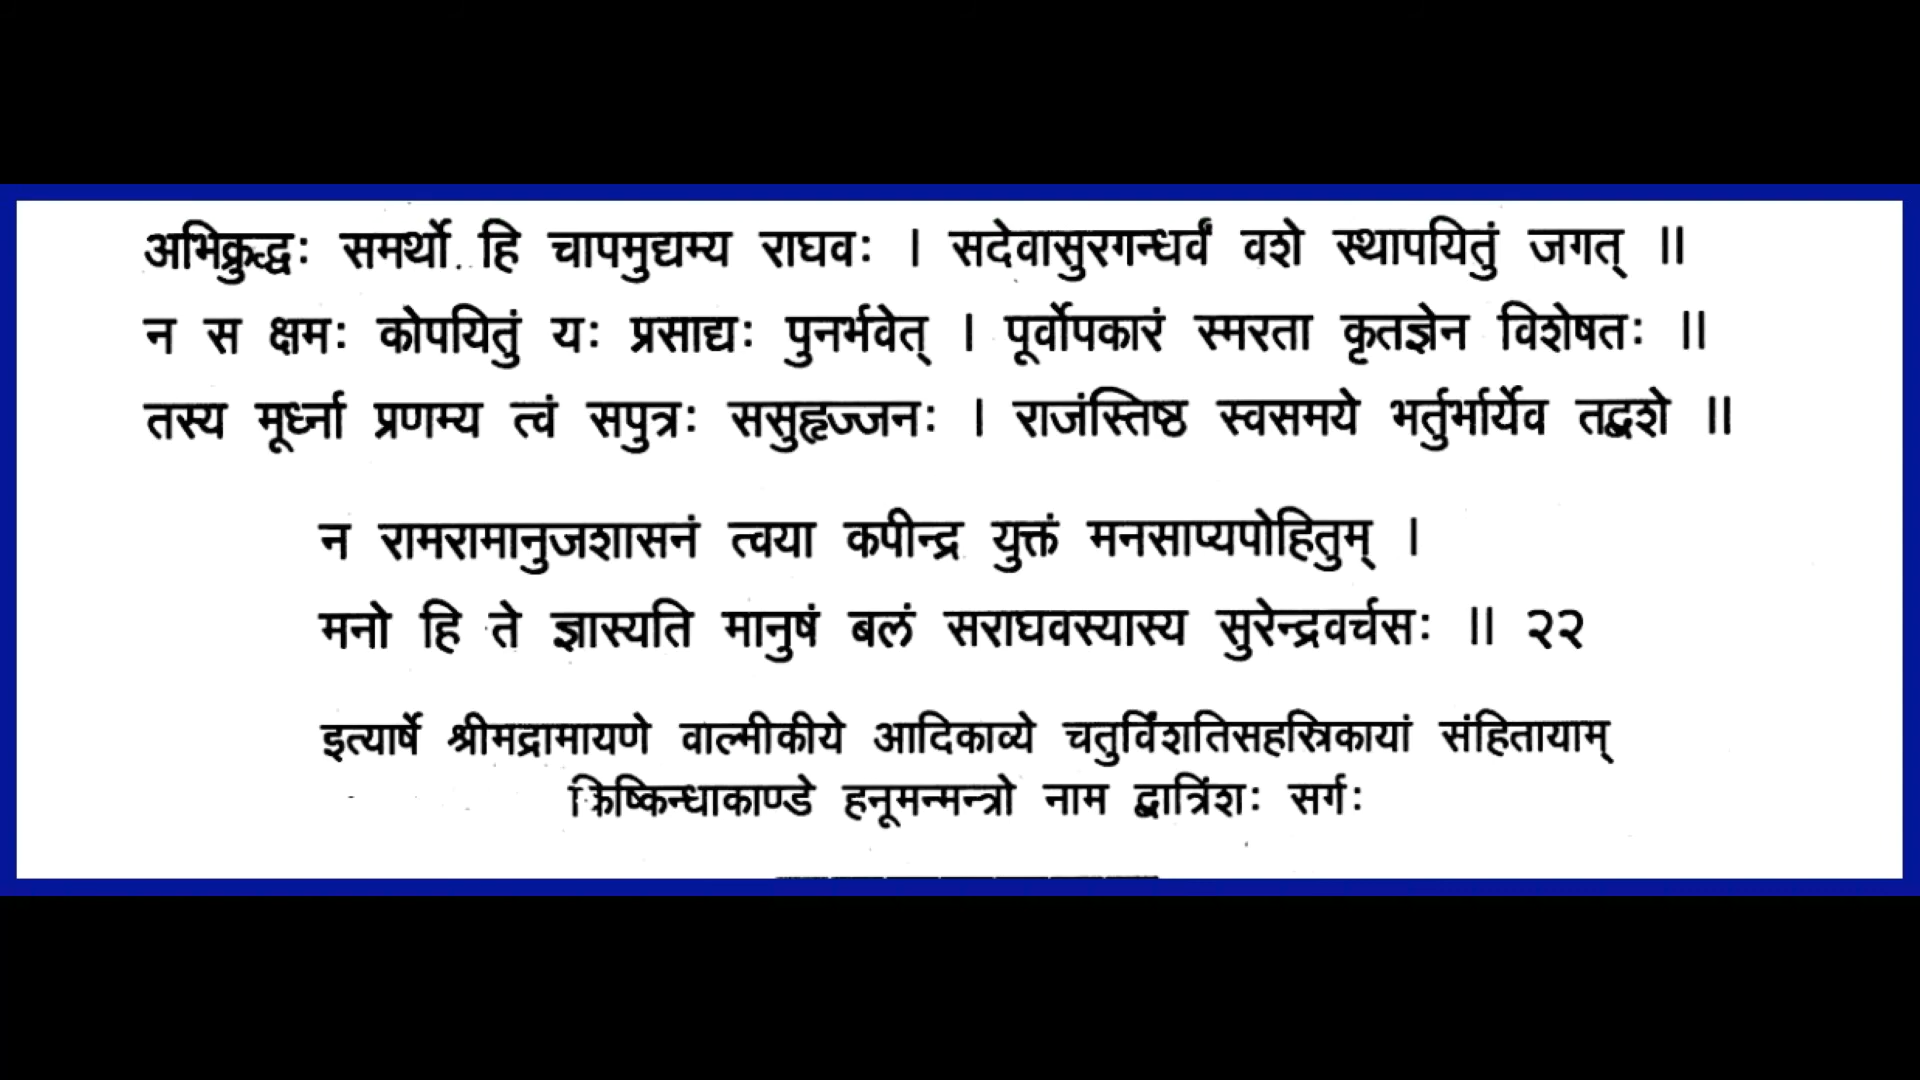 अभिक्रुद्धः समर्थो हि चापमुद्यम्य राघवः । सदेवासुरगन्धर्वं वशे स्थापयितुं जगत् ॥
न स क्षमः कोपयितुं यः प्रसाद्यः पुनर्भवेत् । पूर्वोपकारं स्मरता कृतज्ञेन विशेषतः ॥
तस्य मूर्ध्ना प्रणम्य त्वं सपुत्रः ससुहृज्जनः । राजंस्तिष्ठ स्वसमये भर्तुर्भार्येव तद्वशे ॥
न रामरामानुजशासनं त्वया कपीन्द्र युक्तं मनसाप्यपोहितुम् ।
मनो हि ते ज्ञास्यति मानुषं बलं सराघवस्यास्य सुरेन्द्रवर्चसः ॥ २२
इत्यार्षे श्रीमद्रामायणे वाल्मीकीये आदिकाव्ये चतुर्विंशतिसहस्रिकायां संहितायाम्
किष्किन्धाकाण्डे हनूमन्मन्त्रो नाम द्वात्रिंशः सर्गः